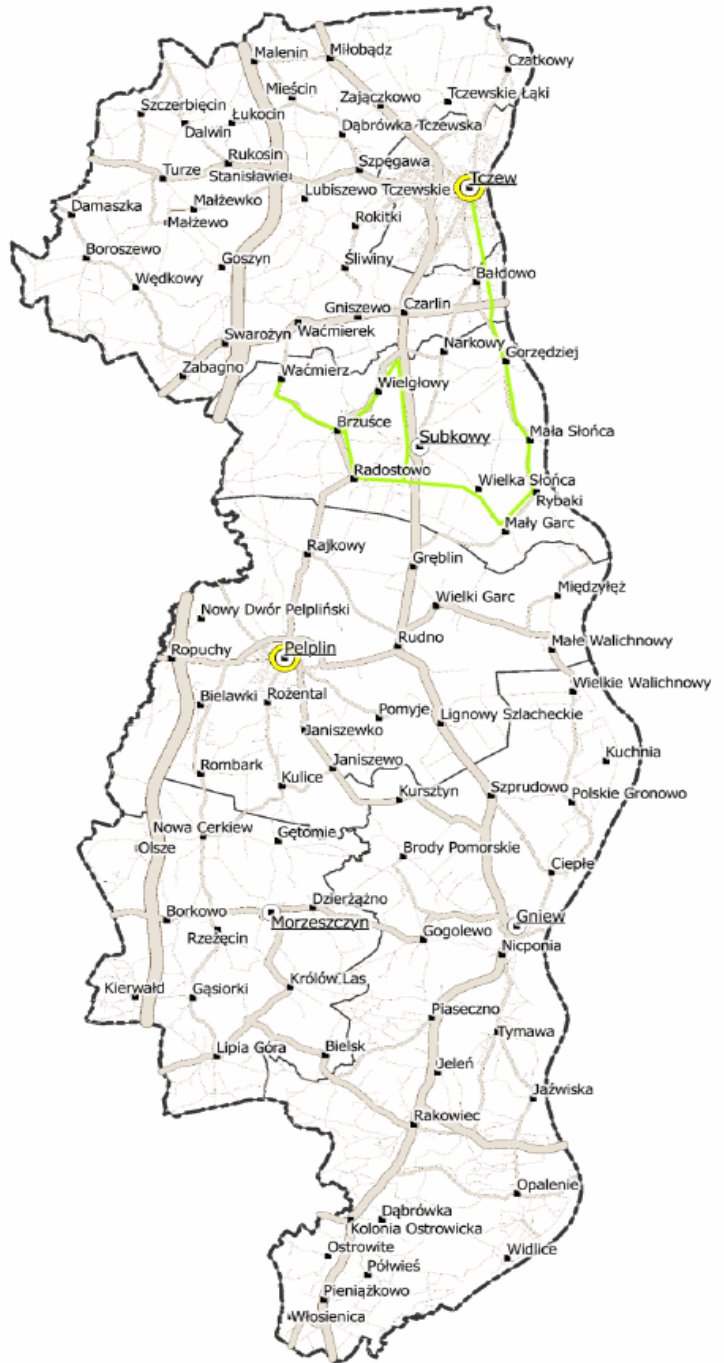 Malenin
Miłobądz
Czatkowy
Mieścin
Zajączkowo
Tczewskie Łąki
Szczerbięcin
Łukocin
Dalwin
Dąbrówka Tczewska
Rukosin
Szpęgawa
Turze
Stanisławie
Tczew
Lubiszewo Tczewskie
Małżewko
Damaszka
Małżewo
Rokitki
Boroszewo
Goszyn
Śliwiny
Bałdowo
Wędkowy
Gniszewo
Czarlin
Waćmierek
Swarożyn
Narkowy
Gorzędziej
Zabagno
Waćmierz
Wielgłowy
Brzuśce
Subkowy
Mała Słońca
Radostowo
Wielka Słońca
Rybaki
Mały Garc
Rajkowy
Gręblin
Międzyłęż
Nowy Dwór Pelpliński
Wielki Garc
Ropuchy
Pelplin
Rudno
Małe Walichnowy
Wielkie Walichnowy
Bielawki
Rożental
Pomyje
Lignowy Szlacheckie
Janiszewko
Kuchnia
Rombark
Janiszewo
Kulice
Kursztyn
Szprudowo
Polskie Gronowo
Nowa Cerkiew
Gętomie
Olsze
Brody Pomorskie
Ciepłe
Dzierżążno
Borkowo
Morzeszczyn
Gniew
Rzeżęcin
Gogolewo
Nicponia
Kierwałd
Gąsiorki
Królów Las
Piaseczno
Tymawa
Lipia Góra
Bielsk
Jeleń
Jaźwiska
Rakowiec
Opalenie
Dąbrówka
Kolonia Ostrowicka
Ostrowite
Widlice
Półwieś
Pieniążkowo
Włosienica